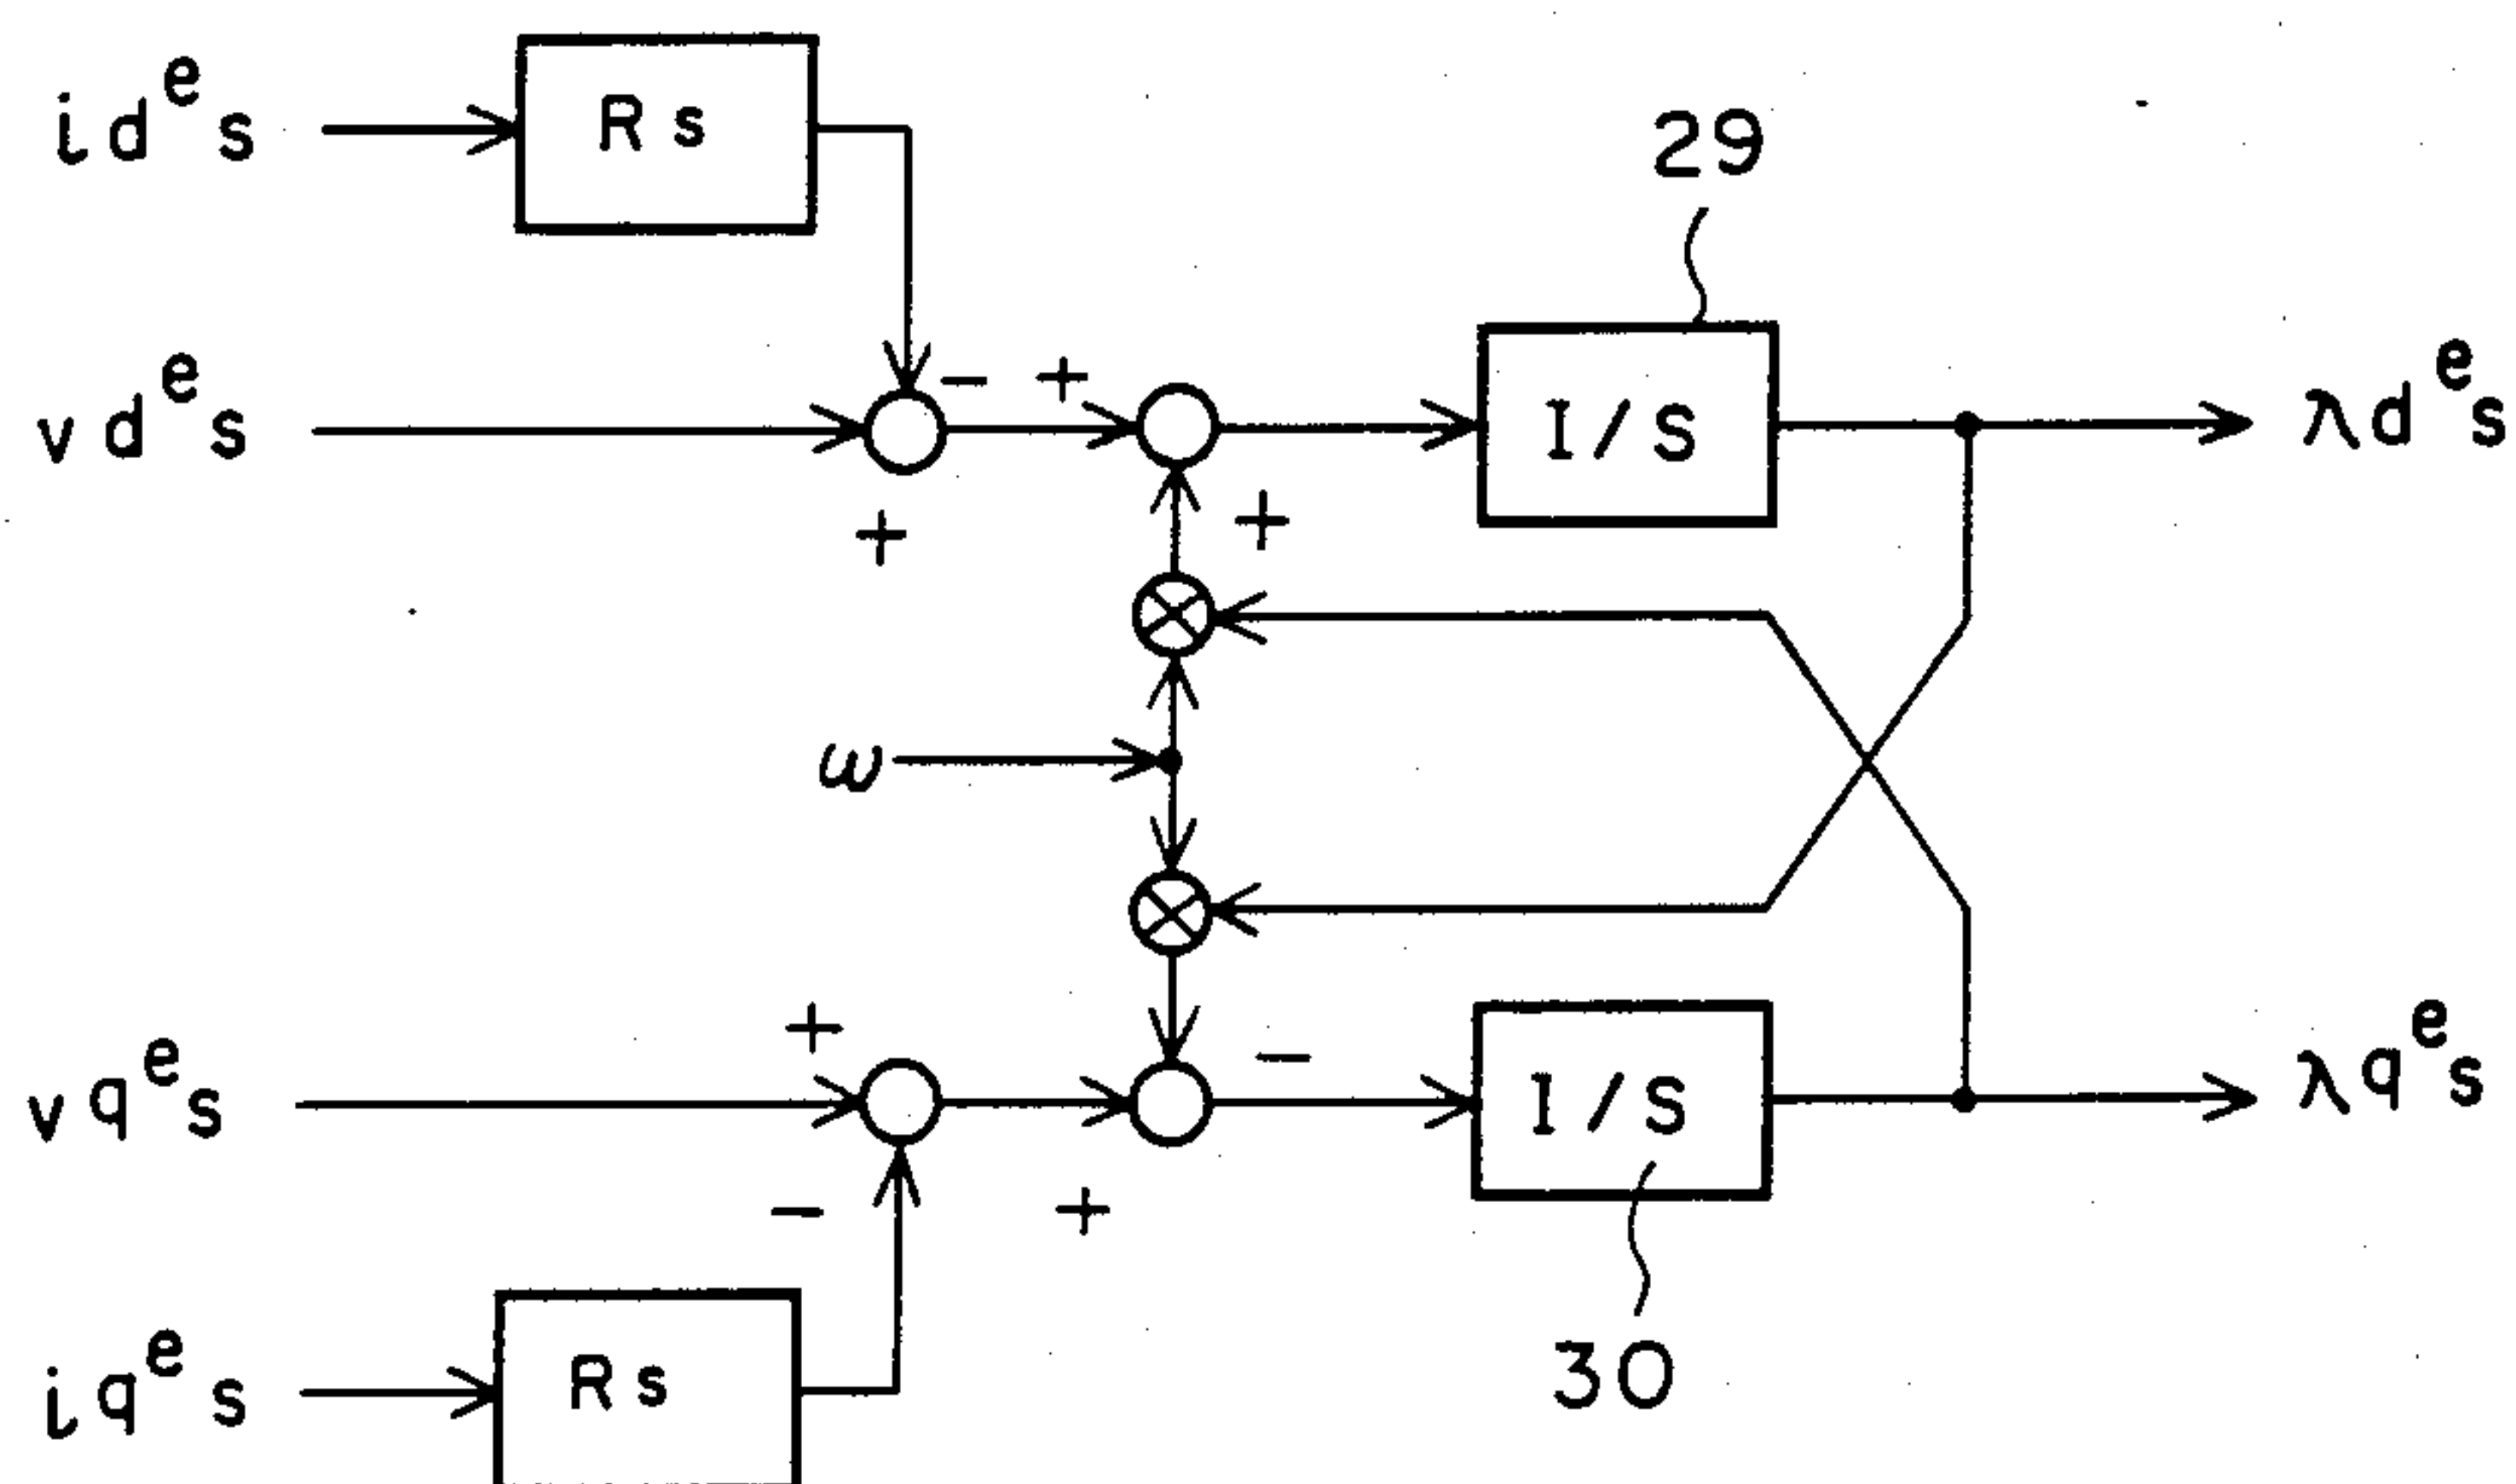 id^e s
Rs
29
vd^e s
−
+
I/S
λd^e s
+
+
ω
+
−
vq^e s
I/S
λq^e s
−
+
iq^e s
Rs
30